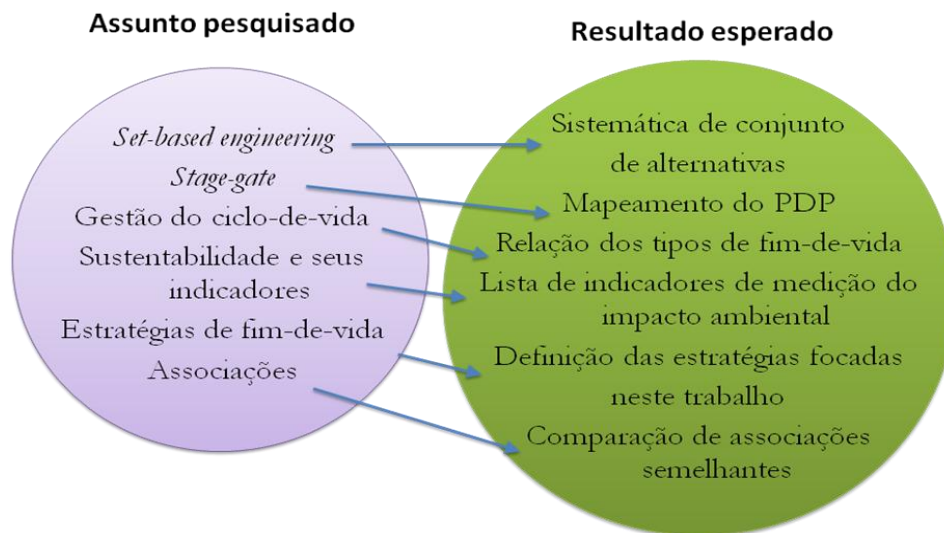 Assunto pesquisado
Set-based engineering
Stage-gate
Gestão do ciclo-de-vida
Sustentabilidade e seus
indicadores
Estratégias de fim-de-vida
Associações
Resultado esperado
Sistemática de conjunto
de alternativas
Mapeamento do PDP
Relação dos tipos de fim-de-vida
Lista de indicadores de medição do
impacto ambiental
Definição das estratégias focadas
neste trabalho
Comparação de associações
semelhantes